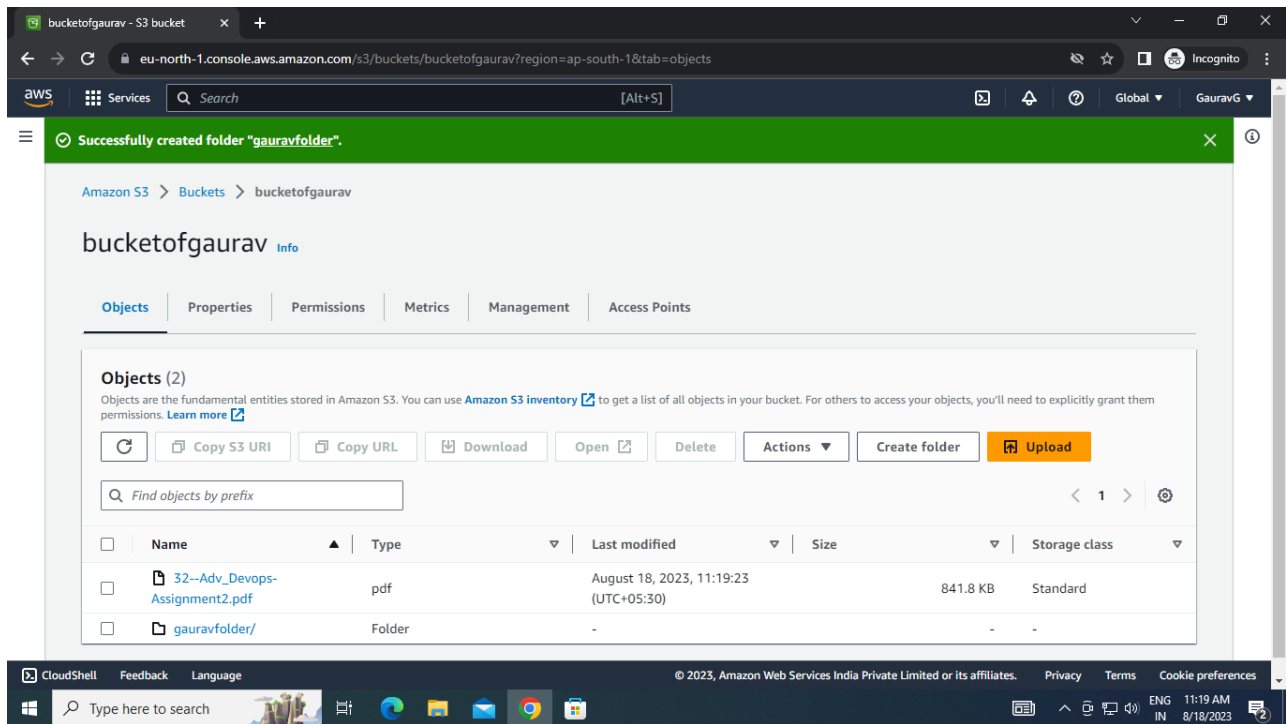 bucketofgaurav - S3 bucket
eu-north-1.console.aws.amazon.com/s3/buckets/bucketofgaurav?region=ap-south-1&tab=objects
Incognito
aws
Services
Search
[Alt+S]
Global
GauravG
Successfully created folder "gauravfolder".
Amazon S3
Buckets
bucketofgaurav
bucketofgaurav Info
Objects
Properties
Permissions
Metrics
Management
Access Points
Objects (2)
Objects are the fundamental entities stored in Amazon S3. You can use Amazon S3 inventory to get a list of all objects in your bucket. For others to access your objects, you'll need to explicitly grant them
permissions. Learn more
Copy S3 URI
Copy URL
Download
Open
Delete
Actions
Create folder
Upload
Find objects by prefix
1
Name
Type
Last modified
Size
Storage class
32--Adv_Devops-
Assignment2.pdf
pdf
August 18, 2023, 11:19:23
(UTC+05:30)
841.8 KB
Standard
gauravfolder/
Folder
-
-
-
CloudShell
Feedback
Language
© 2023, Amazon Web Services India Private Limited or its affiliates.
Privacy
Terms
Cookie preferences
Type here to search
ENG
IN
11:19 AM
8/18/2023
2